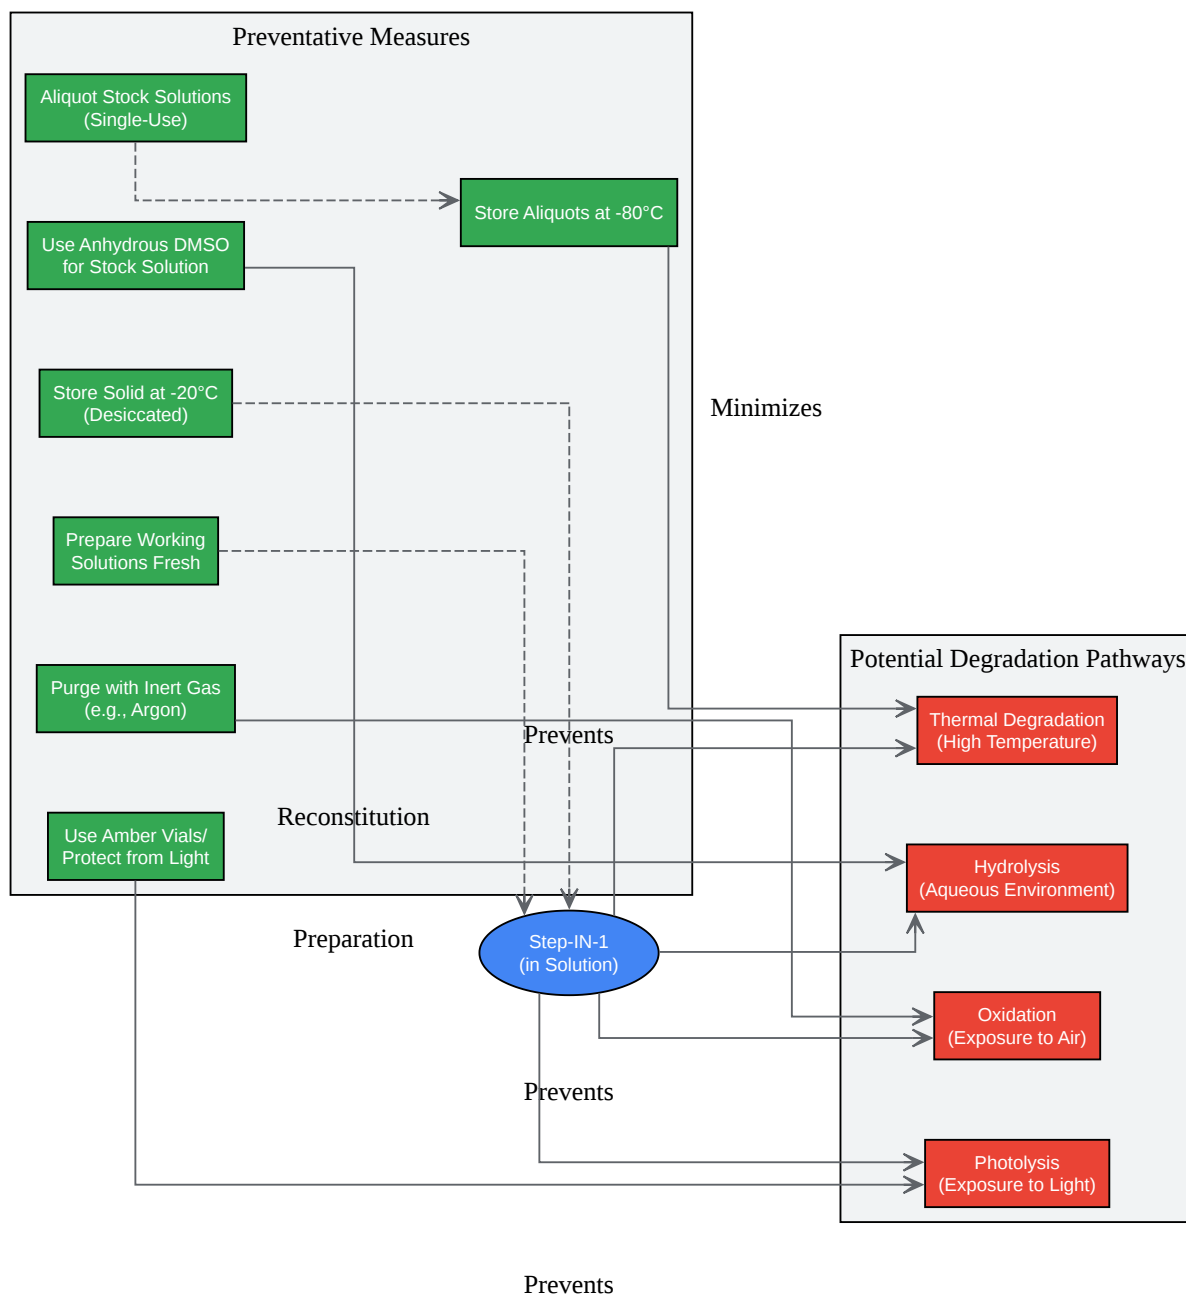 Preventative Measures
Aliquot Stock Solutions
(Single-Use)
Store Aliquots at -80°C
Use Anhydrous DMSO
for Stock Solution
Store Solid at -20°C
(Desiccated)
Minimizes
Prepare Working
Solutions Fresh
Potential Degradation Pathways
Purge with Inert Gas
(e.g., Argon)
Prevents
Thermal Degradation
(High Temperature)
Reconstitution
Use Amber Vials/
Protect from Light
Hydrolysis
(Aqueous Environment)
Preparation
Step-IN-1
(in Solution)
Oxidation
(Exposure to Air)
Prevents
Photolysis
(Exposure to Light)
Prevents